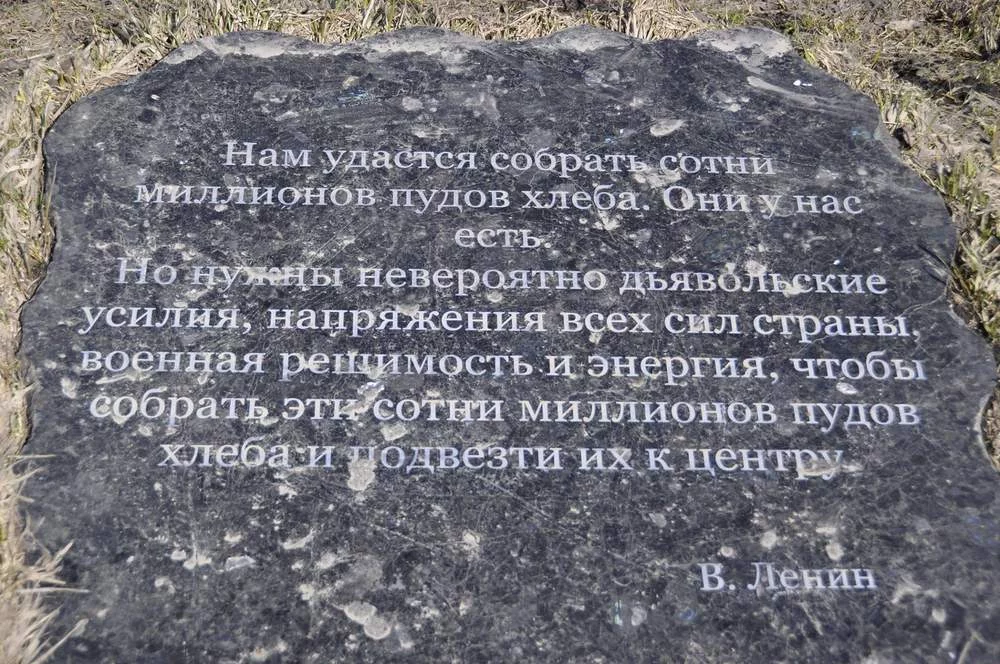 Нам удастся собрать сотни
миллионов пудов хлеба. Они у нас
есть.
Но нужны невероятно дьявольские
усилия, напряжения всех сил страны,
военная решимость и энергия, чтобы
собрать эти сотни миллионов пудов
хлеба и подвезти их к центру.
В. Ленин